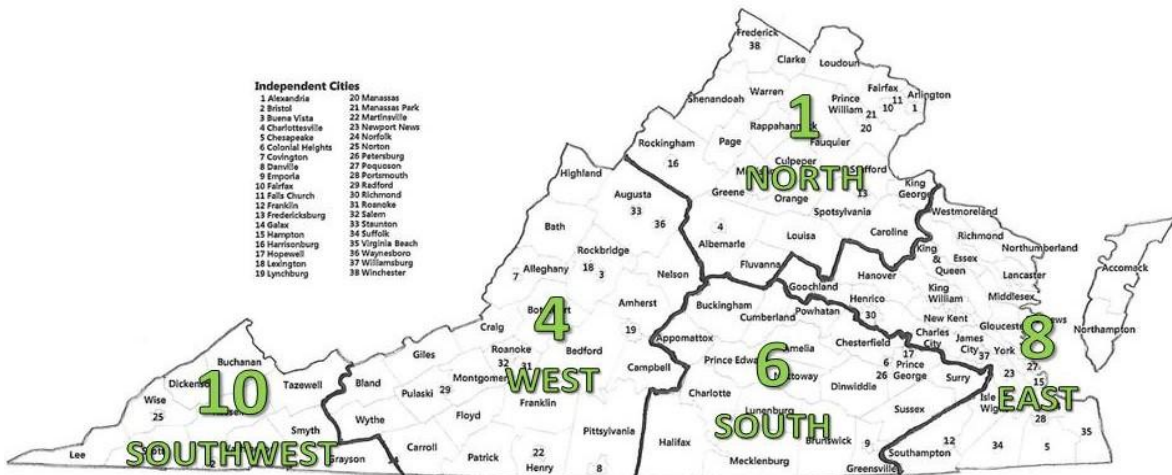 Independent Cities
1 Alexandria
2 Bristol
3 Buena Vista
4 Charlottesville
5 Chesapeake
6 Colonial Heights
7 Covington
8 Danville
9 Emporia
10 Fairfax
11 Falls Church
12 Franklin
13 Fredericksburg
14 Galax
15 Hampton
16 Harrisonburg
17 Hopewell
18 Lexington
19 Lynchburg
20 Manassas
21 Manassas Park
22 Martinsville
23 Newport News
24 Norfolk
25 Norton
26 Petersburg
27 Poquoson
28 Portsmouth
29 Redford
30 Richmond
31 Roanoke
32 Salem
33 Staunton
34 Suffolk
35 Virginia Beach
36 Waynesboro
37 Williamsburg
38 Winchester
Frederick
38
Clarke
Loudoun
Shenandoah
Warren
Prince
William
Fairfax
Arlington
11
10
1
21
20
1
NORTH
Rappahannock
Fauquier
Rockingham
16
Page
Culpeper
Stafford
13
Greene
Orange
King
George
Spotsylvania
Caroline
4
Albemarle
Louisa
Fluvanna
Highland
Augusta
33
36
Bath
Rockbridge
18
3
Alleghany
7
Nelson
Amherst
19
Craig
4
WEST
Roanoke
32
31
Bedford
Campbell
Giles
Bland
Pulaski
29
Franklin
Floyd
Wythe
Carroll
Patrick
22
Henry
Pittsylvania
8
Grayson
Buchanan
Tazewell
Wise
25
10
SOUTHWEST
Smyth
Lee
Buckingham
Cumberland
Powhatan
Appomattox
Amelia
Chesterfield
6
SOUTH
Charlotte
6
26
17
Prince
George
Dinwiddie
Surry
Sussex
Lunenburg
Halifax
Mecklenburg
9
Greensville
Westmoreland
Richmond
Northumberland
King
&
Queen
Essex
Lancaster
Accomack
Goochland
Hanover
King
William
Middlesex
Henrico
30
New Kent
Charles
City
James
City
37
York
Northampton
8
EAST
23
27
15
28
Southampton
12
34
5
35